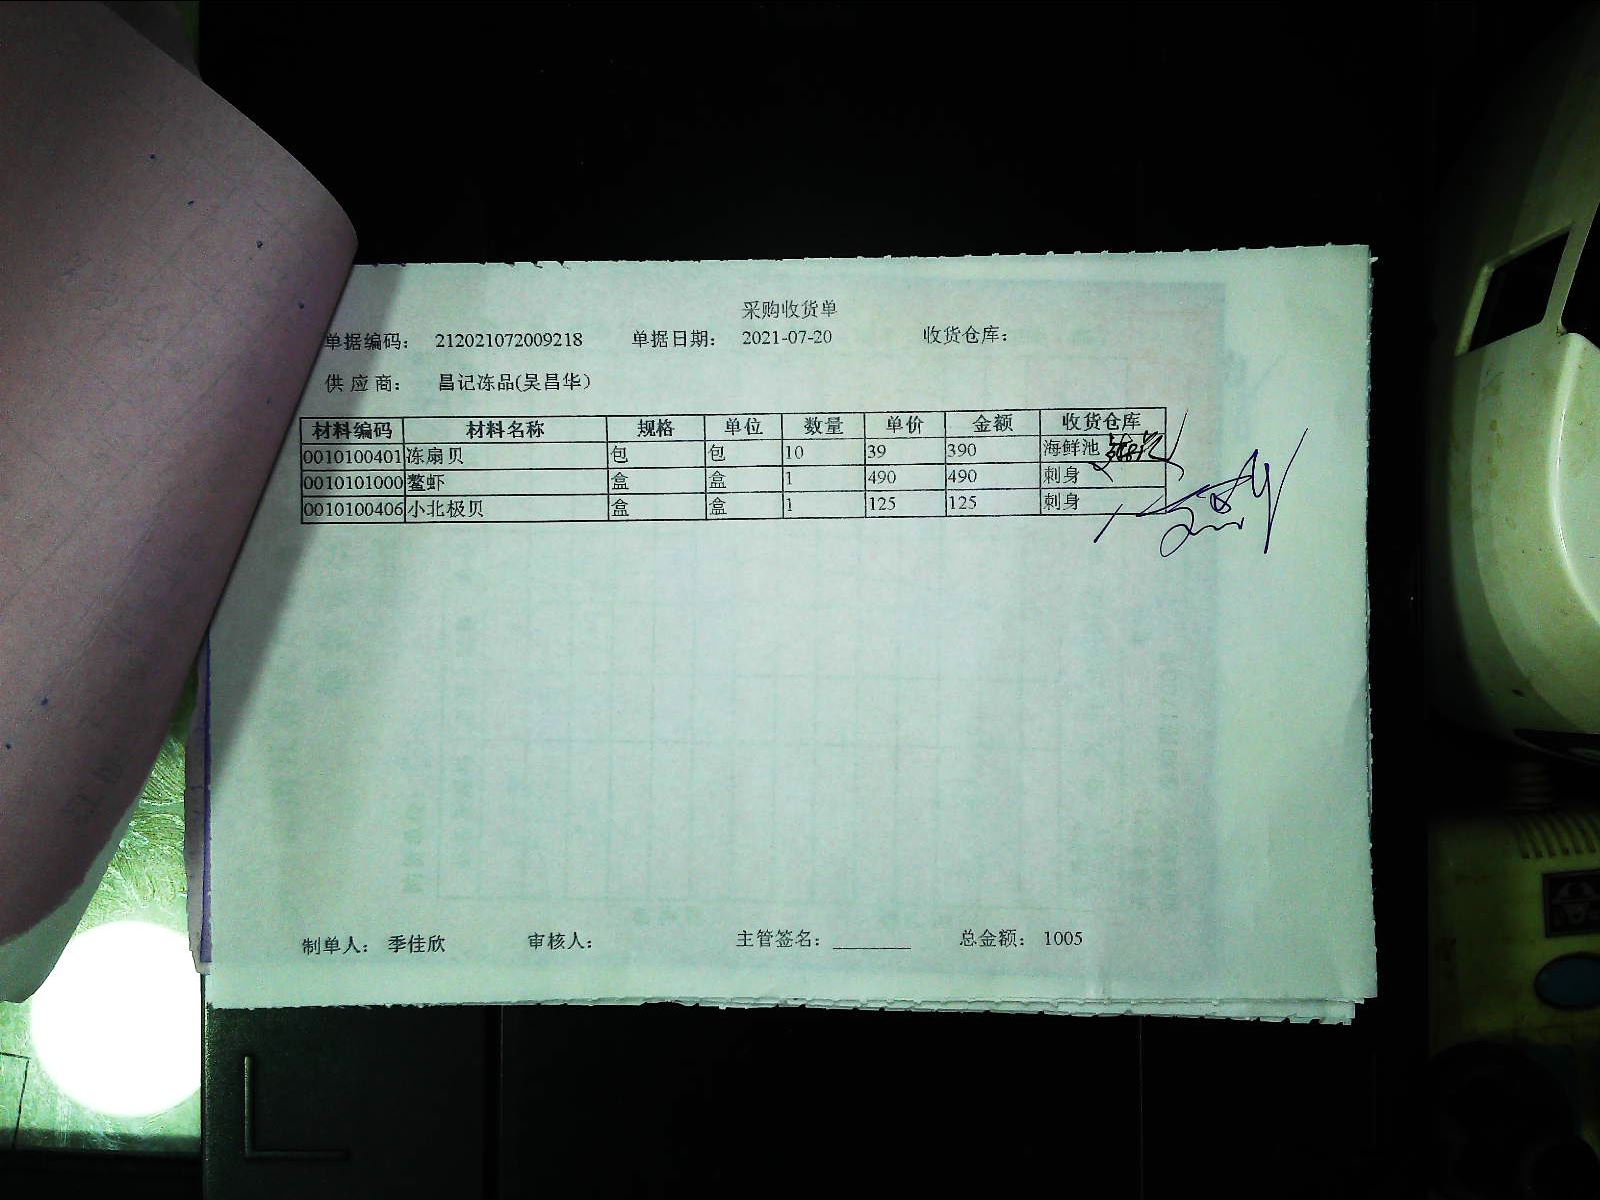 采购收货单
单据编码： 212021072009218 单据日期： 2021-07-20 收货仓库：
供应商： 昌记冻品(吴昌华）
材料编码 材料名称 规格 单位 数量 单价 金额 收货仓库
0010100401 冻扇贝 包 包 10 39 390 海鲜池
0010101000 鳌虾 盒 盒 1 490 490 刺身
0010100406 小北极贝 盒 盒 1 125 125 刺身
制单人： 季佳欣 审核人： 主管签名：________ 总金额： 1005